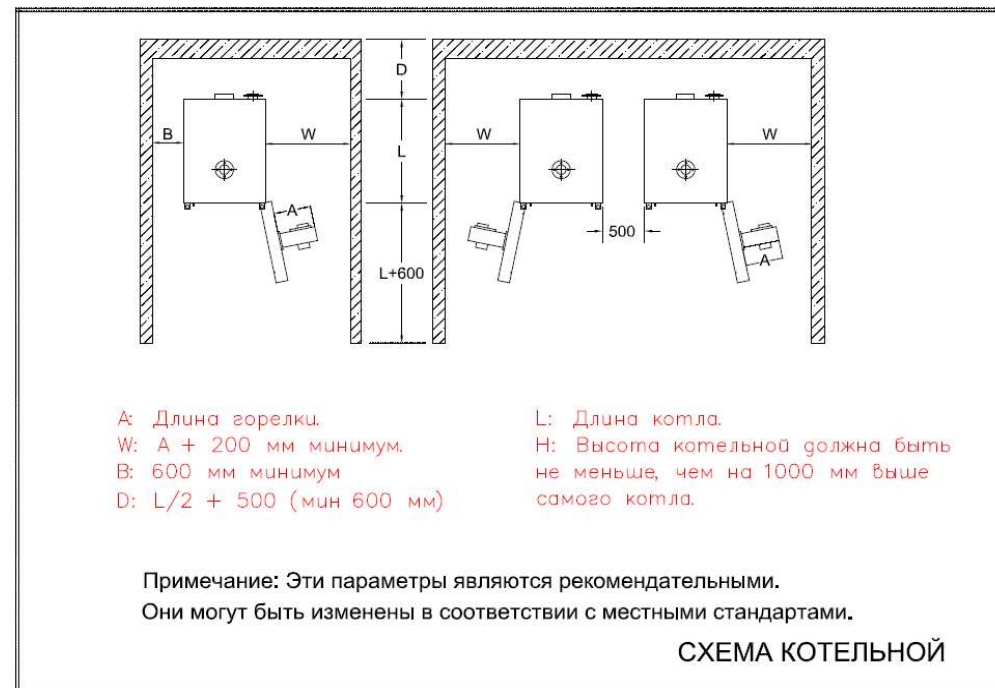 D
B
W
L
W
W
A
500
A
L+600
A: Длина горелки.
W: A + 200 мм минимум.
B: 600 мм минимум
D: L/2 + 500 (мин 600 мм)
L: Длина котла.
H: Высота котельной должна быть
не меньше, чем на 1000 мм выше
самого котла.
Примечание: Эти параметры являются рекомендательными.
Они могут быть изменены в соответствии с местными стандартами.
СХЕМА КОТЕЛЬНОЙ